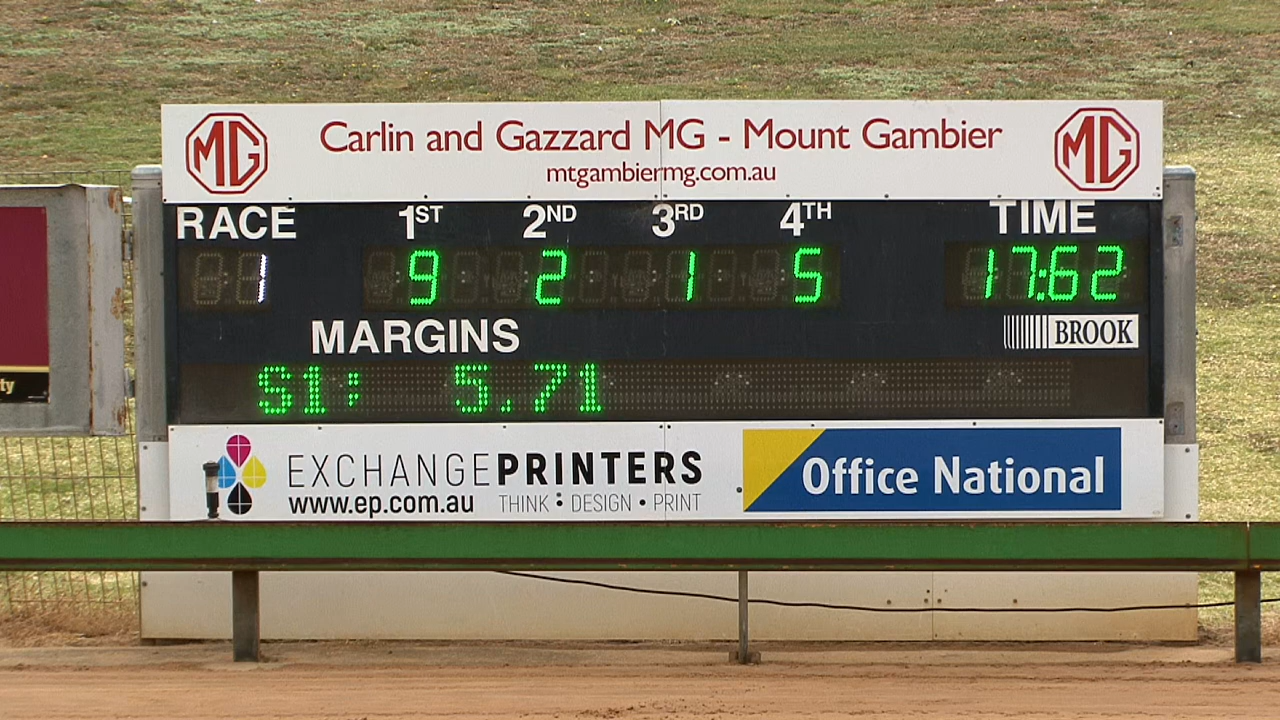 MG Carlin and Gazzard MG - Mount Gambier MG
mtgambiermg.com.au
RACE 1ST 2ND 3RD 4TH TIME
1 9 2 1 5 17:62
MARGINS BROOK
S1: 5.71
EXCHANGEPRINTERS
www.ep.com.au THINK : DESIGN • PRINT
Office National